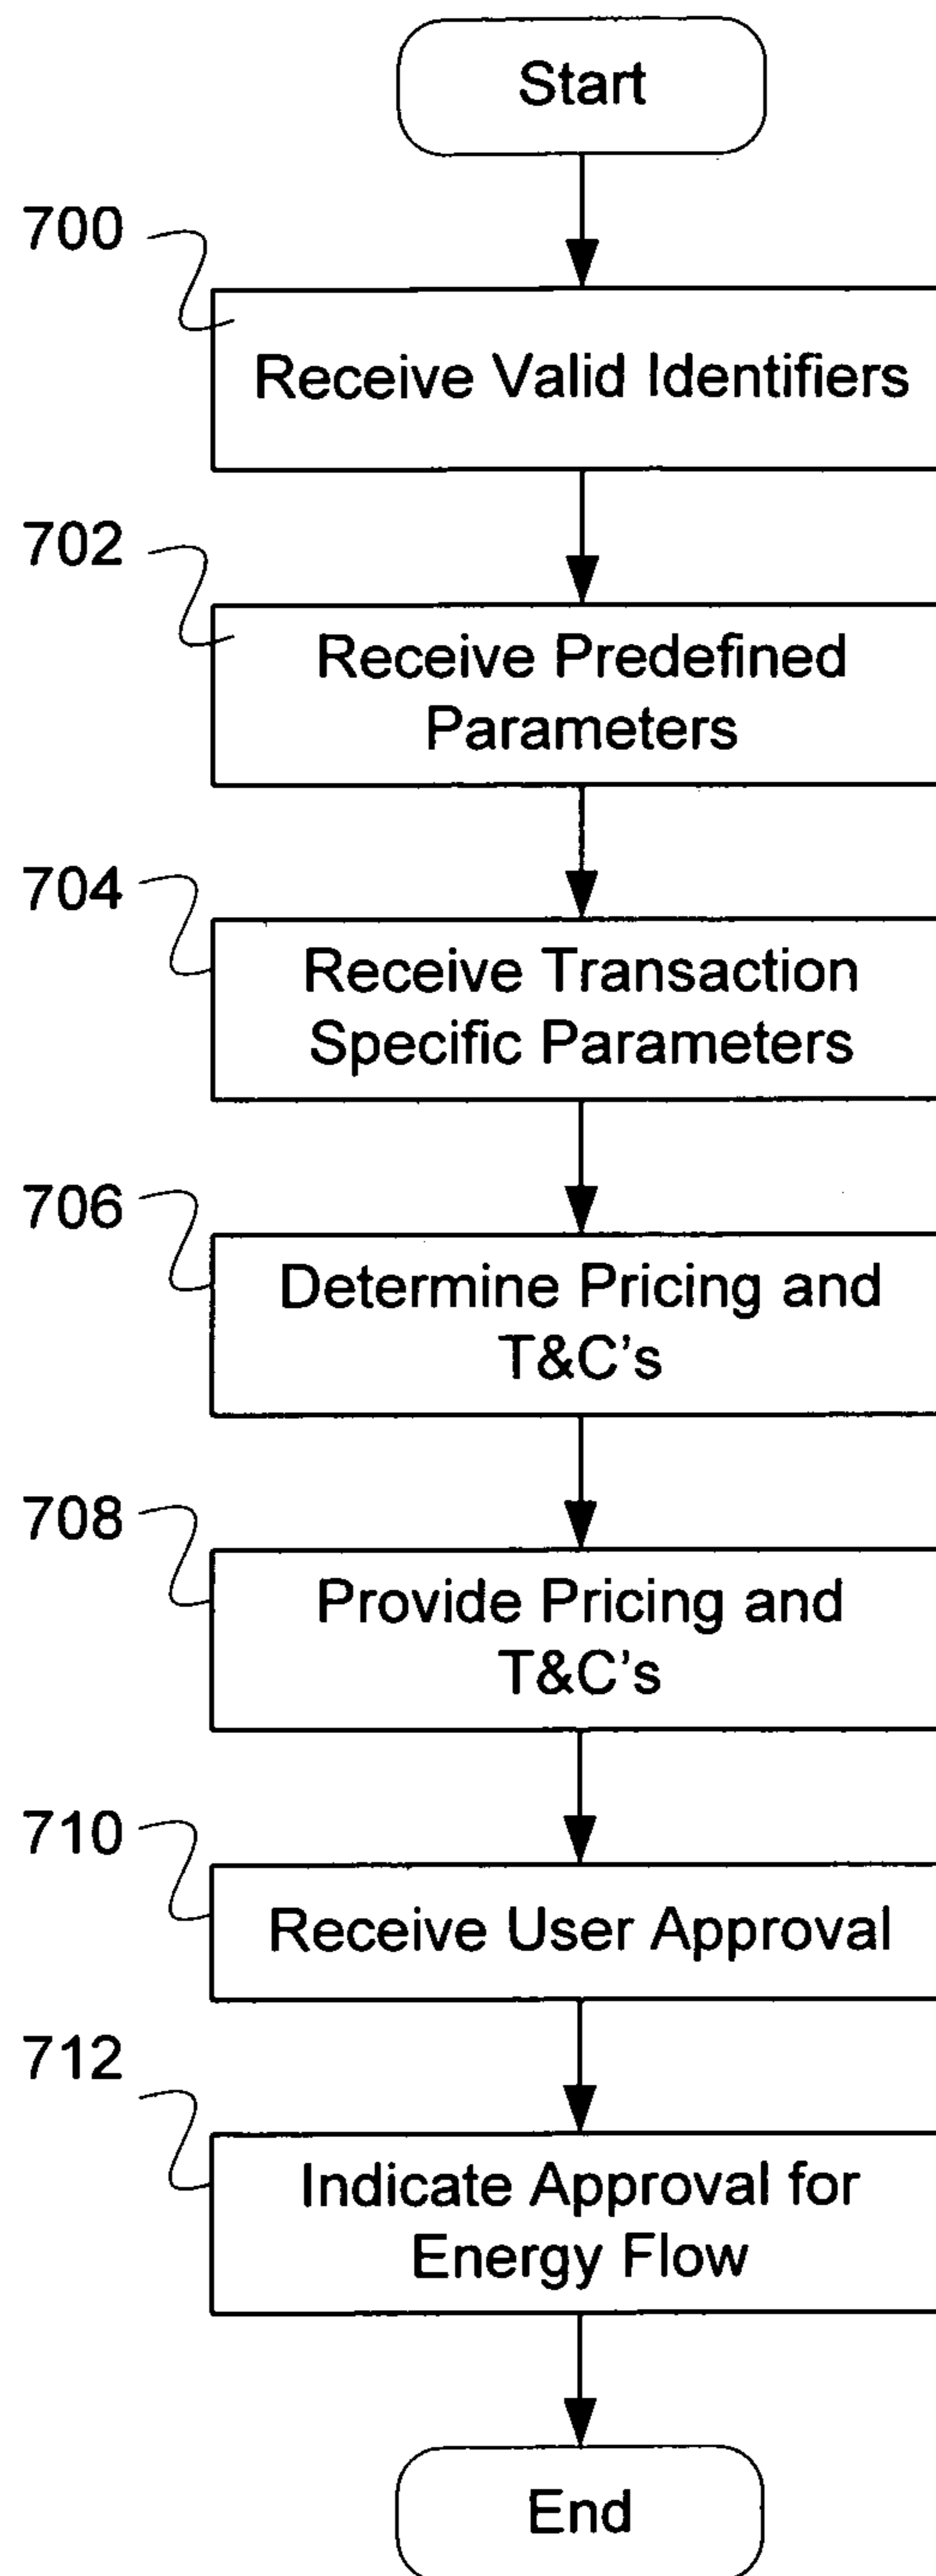 Start
700
Receive Valid Identifiers
702
Receive Predefined
Parameters
704
Receive Transaction
Specific Parameters
706
Determine Pricing and
T&C's
708
Provide Pricing and
T&C's
710
Receive User Approval
712
Indicate Approval for
Energy Flow
End